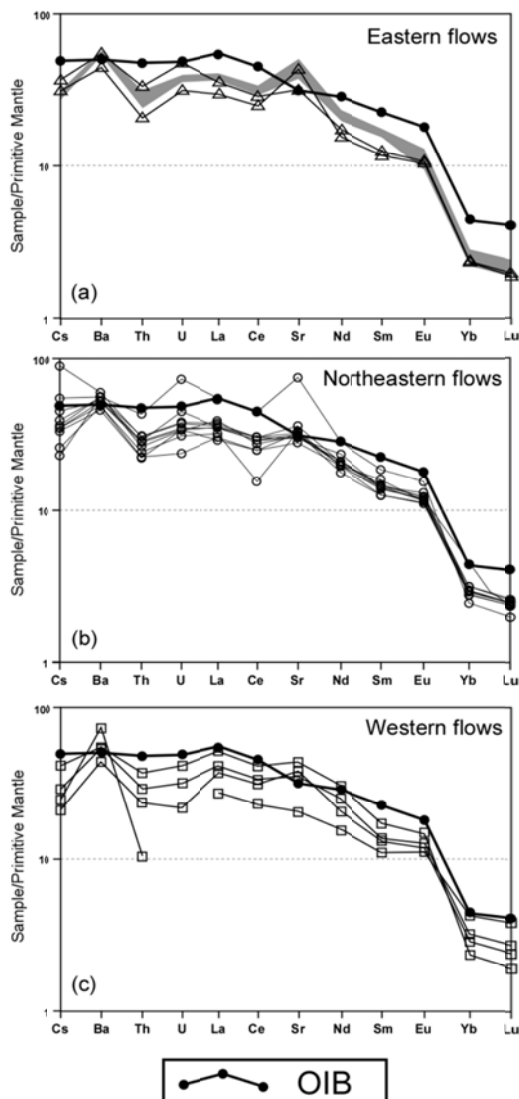 100
Eastern flows
Sample/Primitive Mantle
10
(a)
1
Cs Ba Th U La Ce Sr Nd Sm Eu Yb Lu
100
Northeastern flows
Sample/Primitive Mantle
10
(b)
1
Cs Ba Th U La Ce Sr Nd Sm Eu Yb Lu
100
Western flows
Sample/Primitive Mantle
10
(c)
1
Cs Ba Th U La Ce Sr Nd Sm Eu Yb Lu
OIB